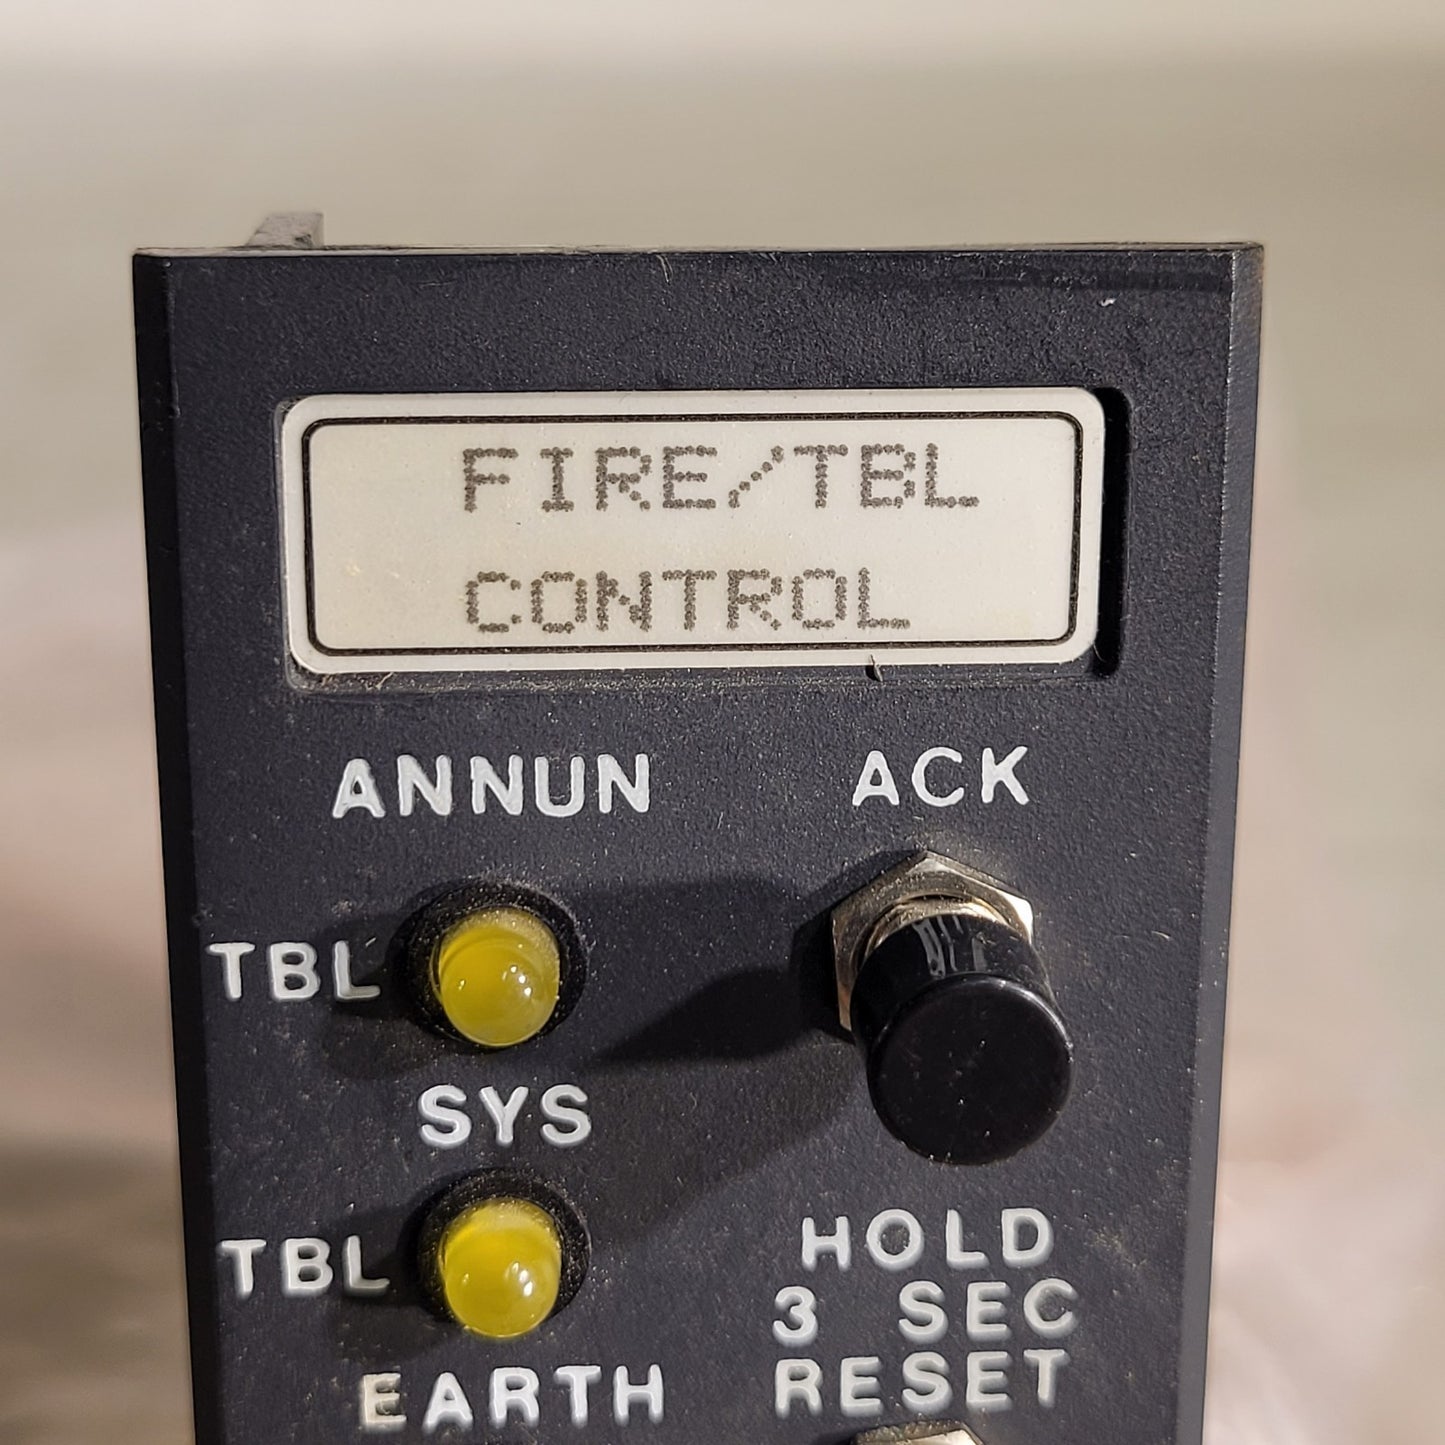 FIRE/TBL
CONTROL
ANNUN
ACK
TBL
SYS
TBL
HOLD
3 SEC
RESET
EARTH